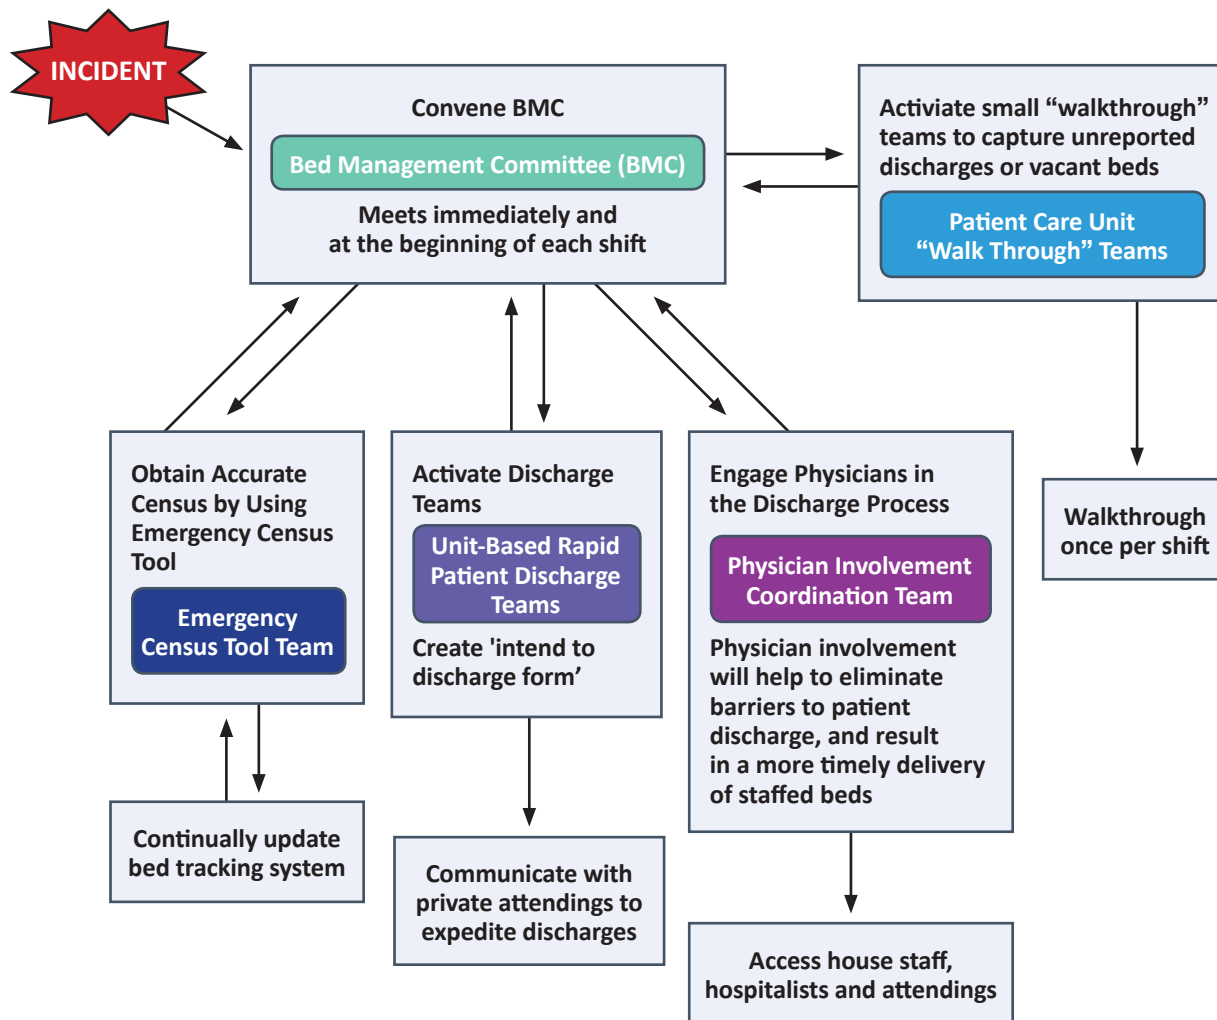 INCIDENT
Convene BMC
Bed Management Committee (BMC)
Meets immediately and
at the beginning of each shift
Activiate small “walkthrough”
teams to capture unreported
discharges or vacant beds
Patient Care Unit
“Walk Through” Teams
Walkthrough
once per shift
Obtain Accurate
Census by Using
Emergency Census
Tool
Emergency
Census Tool Team
Continually update
bed tracking system
Activate Discharge
Teams
Unit-Based Rapid
Patient Discharge
Teams
Create 'intend to
discharge form’
Communicate with
private attendings to
expedite discharges
Engage Physicians in
the Discharge Process
Physician Involvement
Coordination Team
Physician involvement
will help to eliminate
barriers to patient
discharge, and result
in a more timely delivery
of staffed beds
Access house staff,
hospitalists and attendings